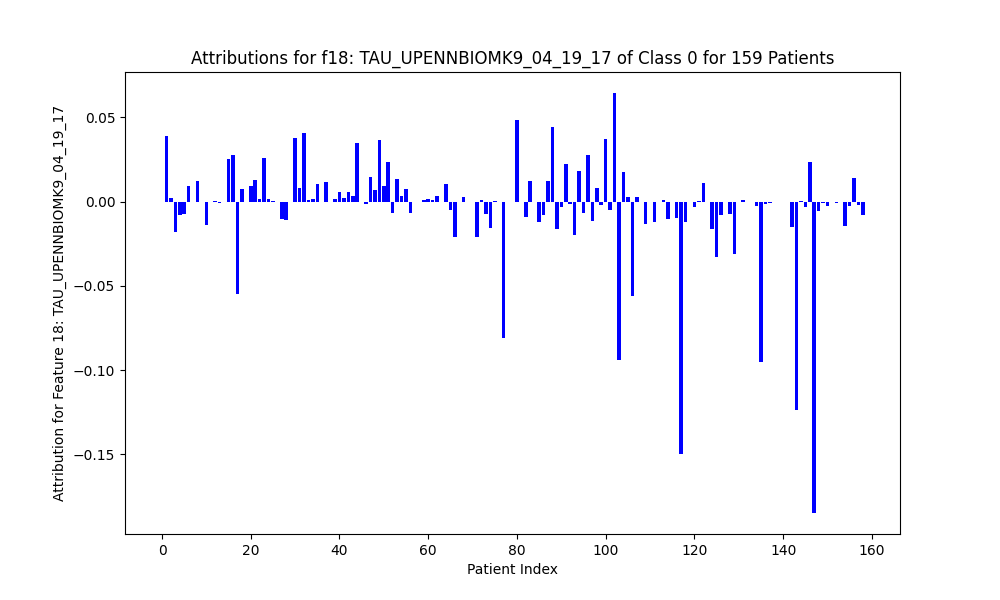 Attributions for f18: TAU_UPENNBIOMK9_04_19_17 of Class 0 for 159 Patients
Attribution for Feature 18: TAU_UPENNBIOMK9_04_19_17
0.05
0.00
−0.05
−0.10
−0.15
0 20 40 60 80 100 120 140 160
Patient Index